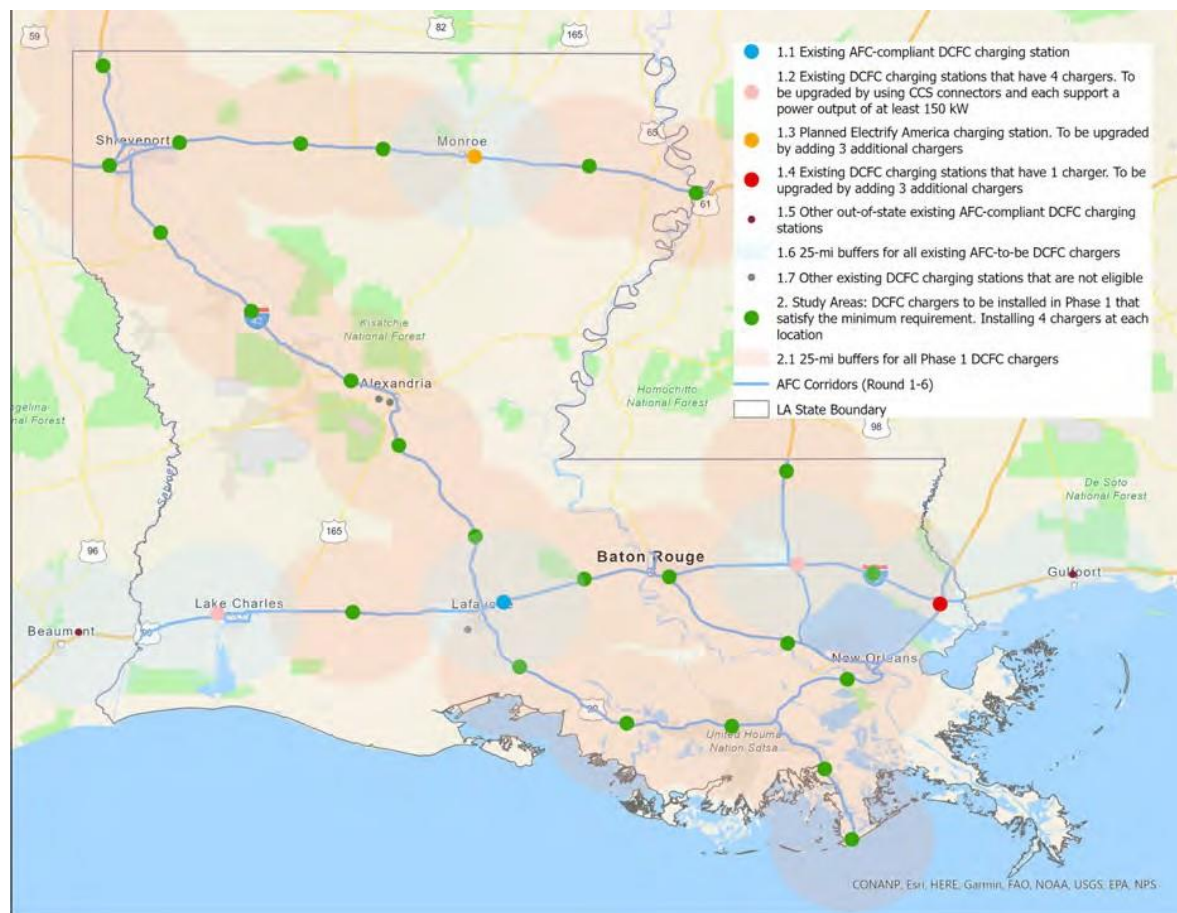 59
82
165
1.1 Existing AFC-compliant DCFC charging station
1.2 Existing DCFC charging stations that have 4 chargers. To
be upgraded by using CCS connectors and each support a
power output of at least 150 kW
1.3 Planned Electrify America charging station. To be upgraded
by adding 3 additional chargers
1.4 Existing DCFC charging stations that have 1 charger. To be
upgraded by adding 3 additional chargers
1.5 Other out-of-state existing AFC-compliant DCFC charging
stations
1.6 25-mi buffers for all existing AFC-to-be DCFC chargers
1.7 Other existing DCFC charging stations that are not eligible
2. Study Areas: DCFC chargers to be installed in Phase 1 that
satisfy the minimum requirement. Installing 4 chargers at each
location
2.1 25-mi buffers for all Phase 1 DCFC chargers
AFC Corridors (Round 1-6)
LA State Boundary
Shreveport
Monroe
65
61
Kisatchie
National Forest
Alexandria
Homochitto
National Forest
98
De Soto
National Forest
Sabine
165
96
Baton Rouge
Gulfport
Lake Charles
Lafayette
Beaumont
90
New Orleans
90
United Houma
Nation Sdtsa
CONANP, Esri, HERE, Garmin, FAO, NOAA, USGS, EPA, NPS